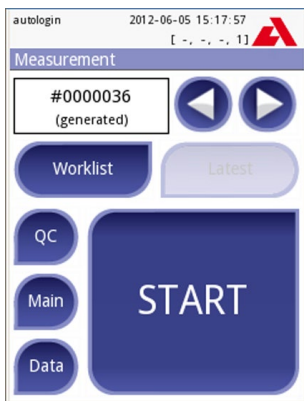 autologin 2012-06-05 15:17:57
[ -, -, -, 1]
Measurement
#0000036
(generated)
Worklist Latest
QC
Main START
Data